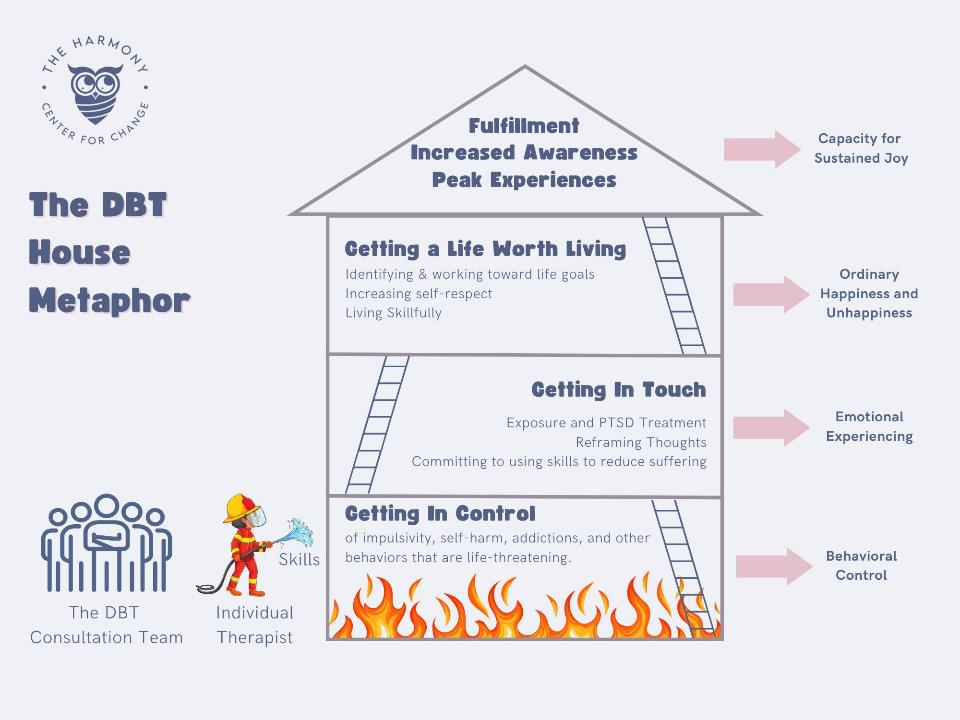 THE HARMONY
CENTER FOR CHANGE
The DBT
House
Metaphor
Fulfillment
Increased Awareness
Peak Experiences
Capacity for
Sustained Joy
Getting a Life Worth Living
Identifying & working toward life goals
Increasing self-respect
Living Skillfully
Ordinary
Happiness and
Unhappiness
Getting In Touch
Exposure and PTSD Treatment
Reframing Thoughts
Committing to using skills to reduce suffering
Emotional
Experiencing
Getting In Control
of impulsivity, self-harm, addictions, and other
behaviors that are life-threatening.
Behavioral
Control
Skills
The DBT
Consultation Team
Individual
Therapist